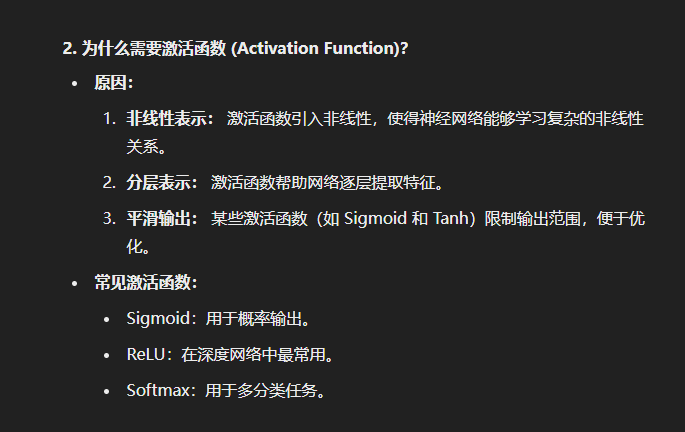 2. 为什么需要激活函数 (Activation Function)?
• 原因：
1. 非线性表示： 激活函数引入非线性，使得神经网络能够学习复杂的非线性
关系。
2. 分层表示： 激活函数帮助网络逐层提取特征。
3. 平滑输出： 某些激活函数（如 Sigmoid 和 Tanh）限制输出范围，便于优
化。
• 常见激活函数：
• Sigmoid：用于概率输出。
• ReLU：在深度网络中最常用。
• Softmax：用于多分类任务。